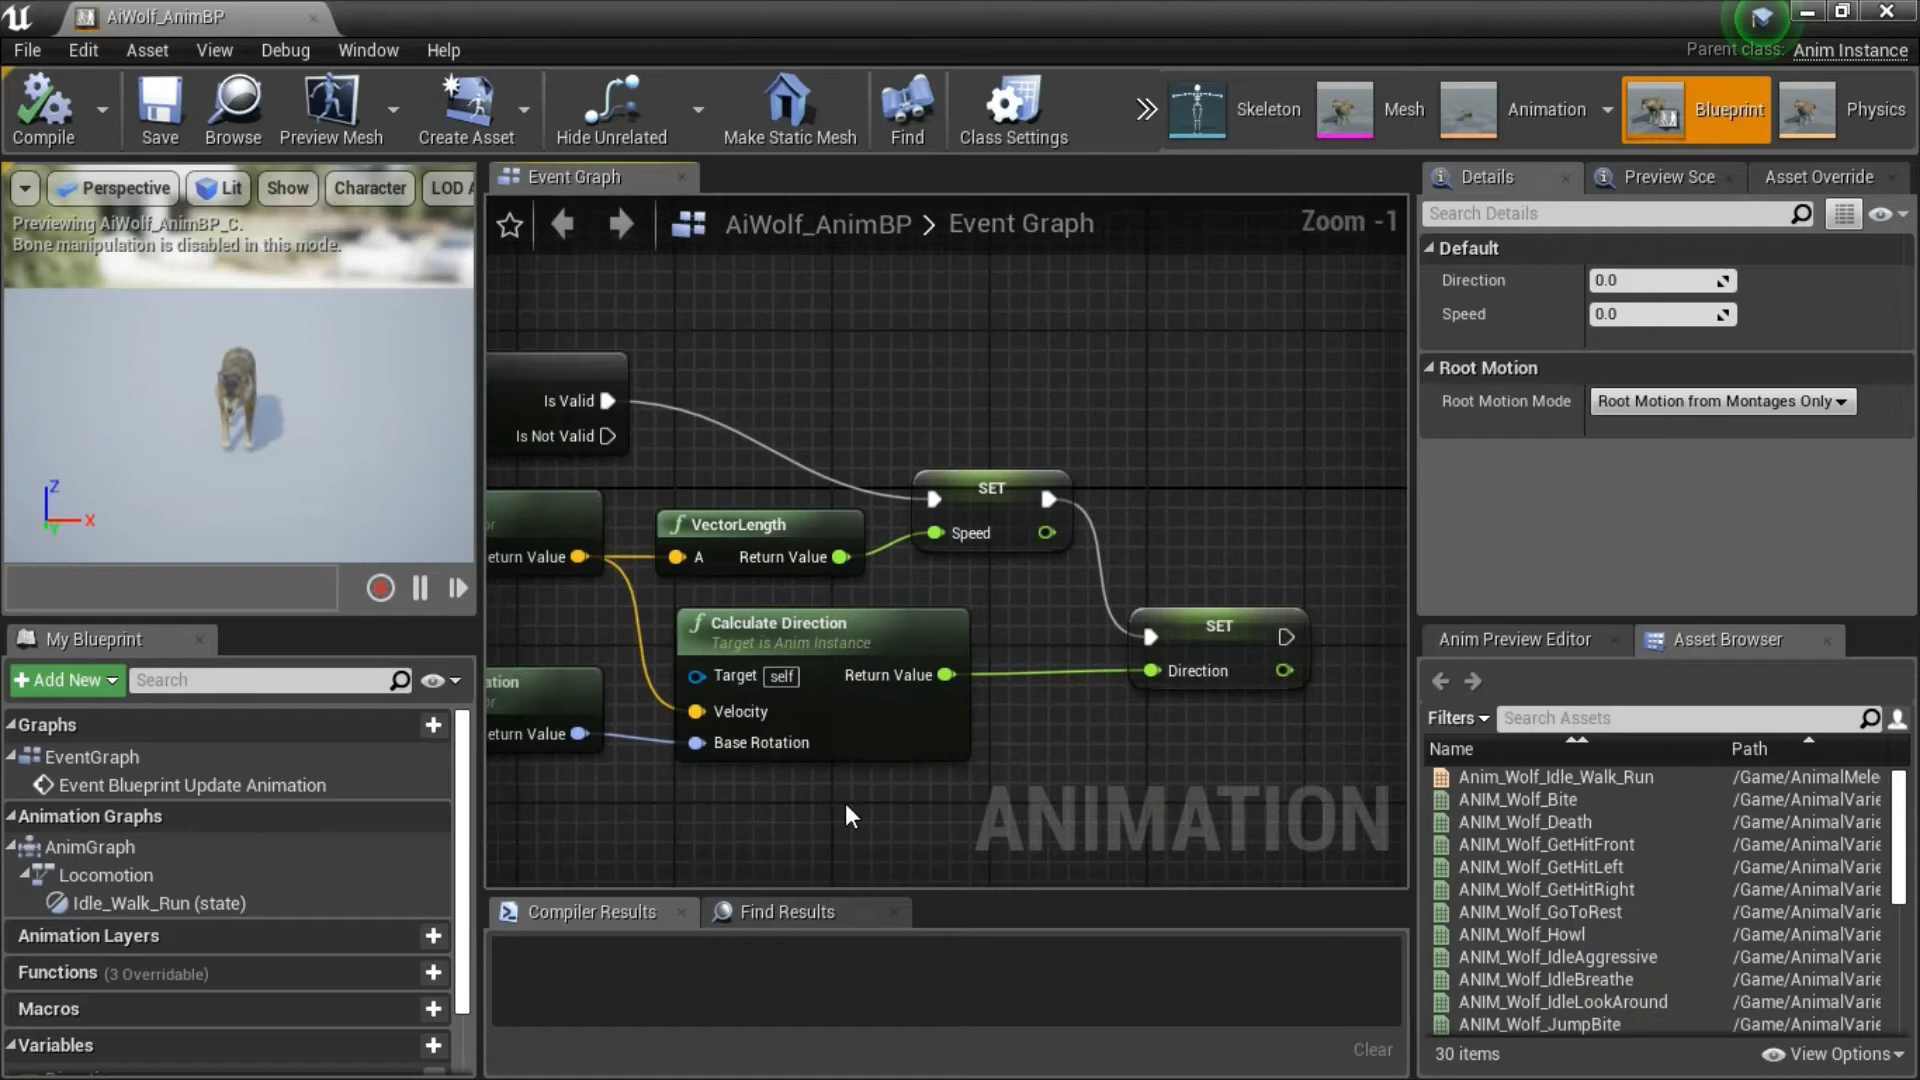 AiWolf_AnimBP
File Edit Asset View Debug Window Help
Parent class: Anim Instance
Compile Save Browse Preview Mesh Create Asset Hide Unrelated Make Static Mesh Find Class Settings Skeleton Mesh Animation Blueprint Physics
Perspective Lit Show Character LOD A
Previewing AiWolf_AnimBP_C.
Bone manipulation is disabled in this mode.
Z
X
Y
Event Graph
AiWolf_AnimBP > Event Graph
Zoom -1
Is Valid
Is Not Valid
or
eturn Value
f VectorLength
A Return Value
SET
Speed
f Calculate Direction
Target is Anim Instance
Target self Return Value
Velocity
Base Rotation
ation
or
eturn Value
SET
Direction
ANIMATION
Compiler Results
Find Results
Clear
My Blueprint
Add New
Search
Graphs
EventGraph
Event Blueprint Update Animation
Animation Graphs
AnimGraph
Locomotion
Idle_Walk_Run (state)
Animation Layers
Functions (3 Overridable)
Macros
Variables
Details Preview Sce Asset Override
Search Details
Default
Direction 0.0
Speed 0.0
Root Motion
Root Motion Mode Root Motion from Montages Only
Anim Preview Editor Asset Browser
Filters Search Assets
Name Path
Anim_Wolf_Idle_Walk_Run /Game/AnimalMele
ANIM_Wolf_Bite /Game/AnimalVarie
ANIM_Wolf_Death /Game/AnimalVarie
ANIM_Wolf_GetHitFront /Game/AnimalVarie
ANIM_Wolf_GetHitLeft /Game/AnimalVarie
ANIM_Wolf_GetHitRight /Game/AnimalVarie
ANIM_Wolf_GoToRest /Game/AnimalVarie
ANIM_Wolf_Howl /Game/AnimalVarie
ANIM_Wolf_IdleAggressive /Game/AnimalVarie
ANIM_Wolf_IdleBreathe /Game/AnimalVarie
ANIM_Wolf_IdleLookAround /Game/AnimalVarie
ANIM_Wolf_JumpBite /Game/AnimalVarie
30 items View Options